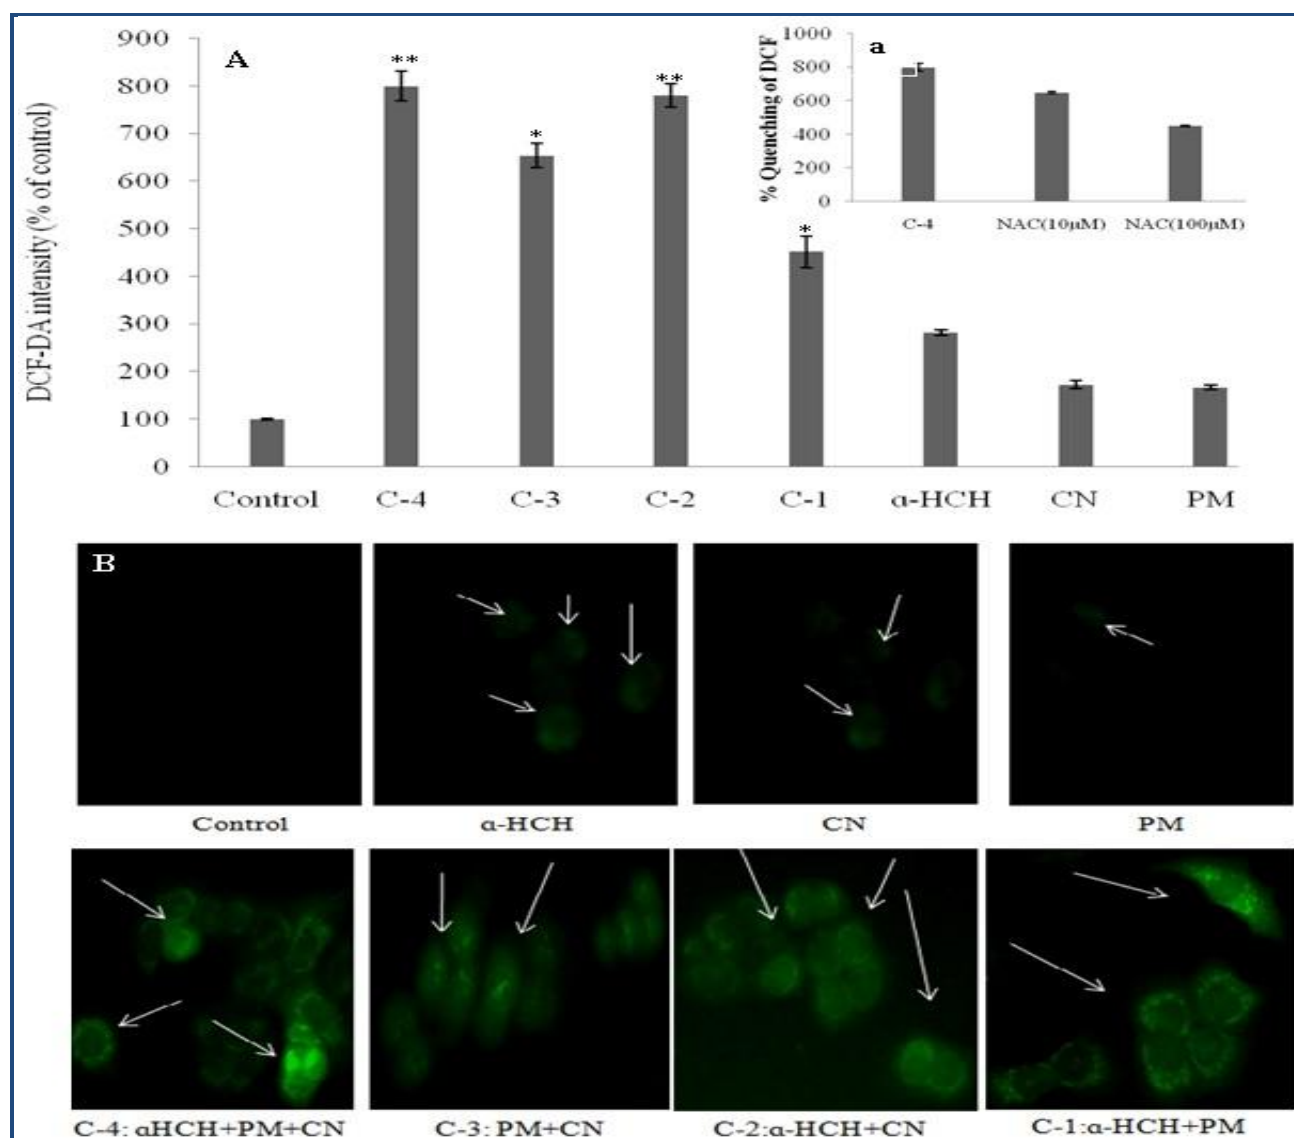 A
DCF-DA intensity (% of control)
900
800
700
600
500
400
300
200
100
0
**
*
**
*
Control C-4 C-3 C-2 C-1 α-HCH CN PM
a
% Quenching of DCF
1000
800
600
400
200
0
C-4 NAC(10μM) NAC(100μM)
B
Control α-HCH CN PM
C-4: αHCH+PM+CN C-3: PM+CN C-2:α-HCH+CN C-1:α-HCH+PM